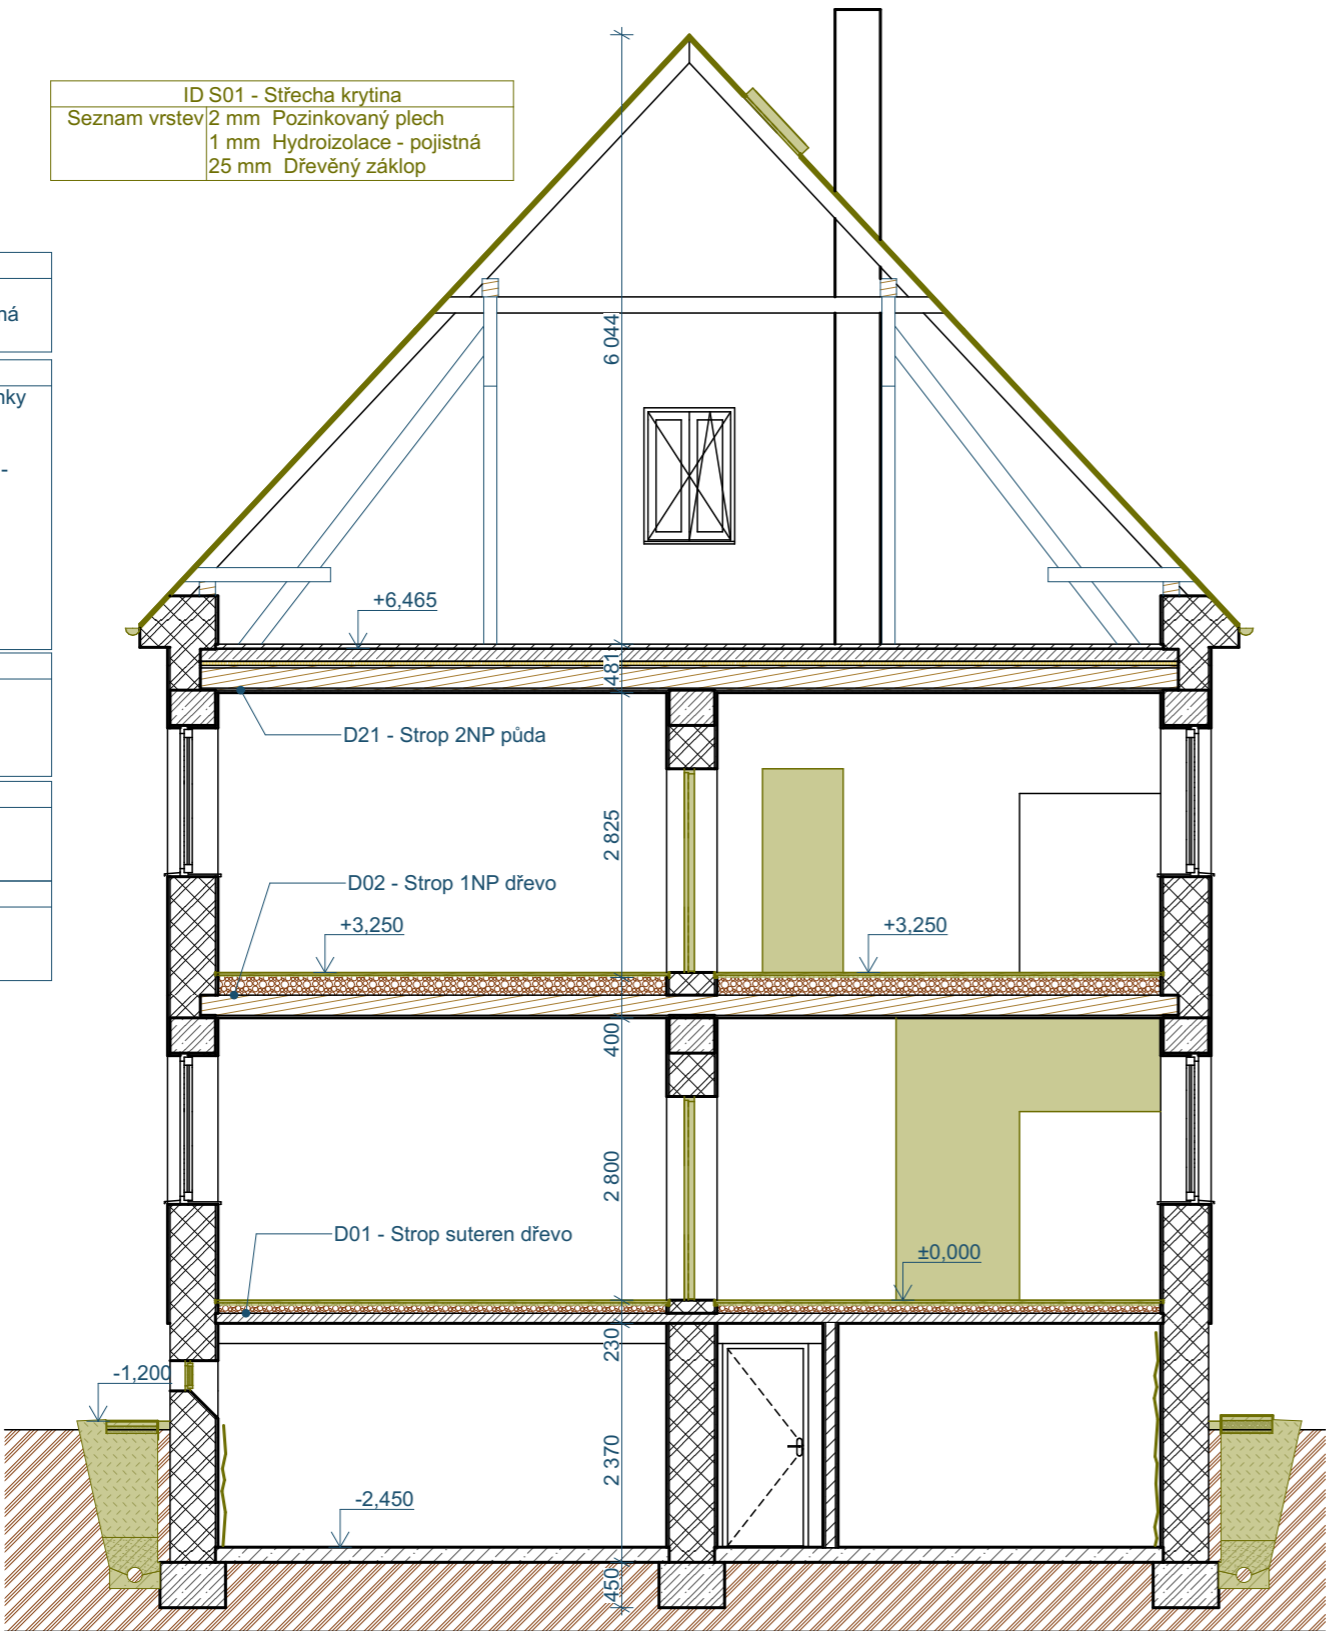 ID S01 - Střecha krytina
Seznam vrstev 2 mm Pozinkovaný plech
1 mm Hydroizolace - pojistná
25 mm Dřevěný záklop
-
6 044
+6,465
481
D21 - Strop 2NP půda
2 825
D02 - Strop 1NP dřevo
+3,250
+3,250
400
2 800
D01 - Strop suteren dřevo
±0,000
230
-1,200
2 370
-2,450
450